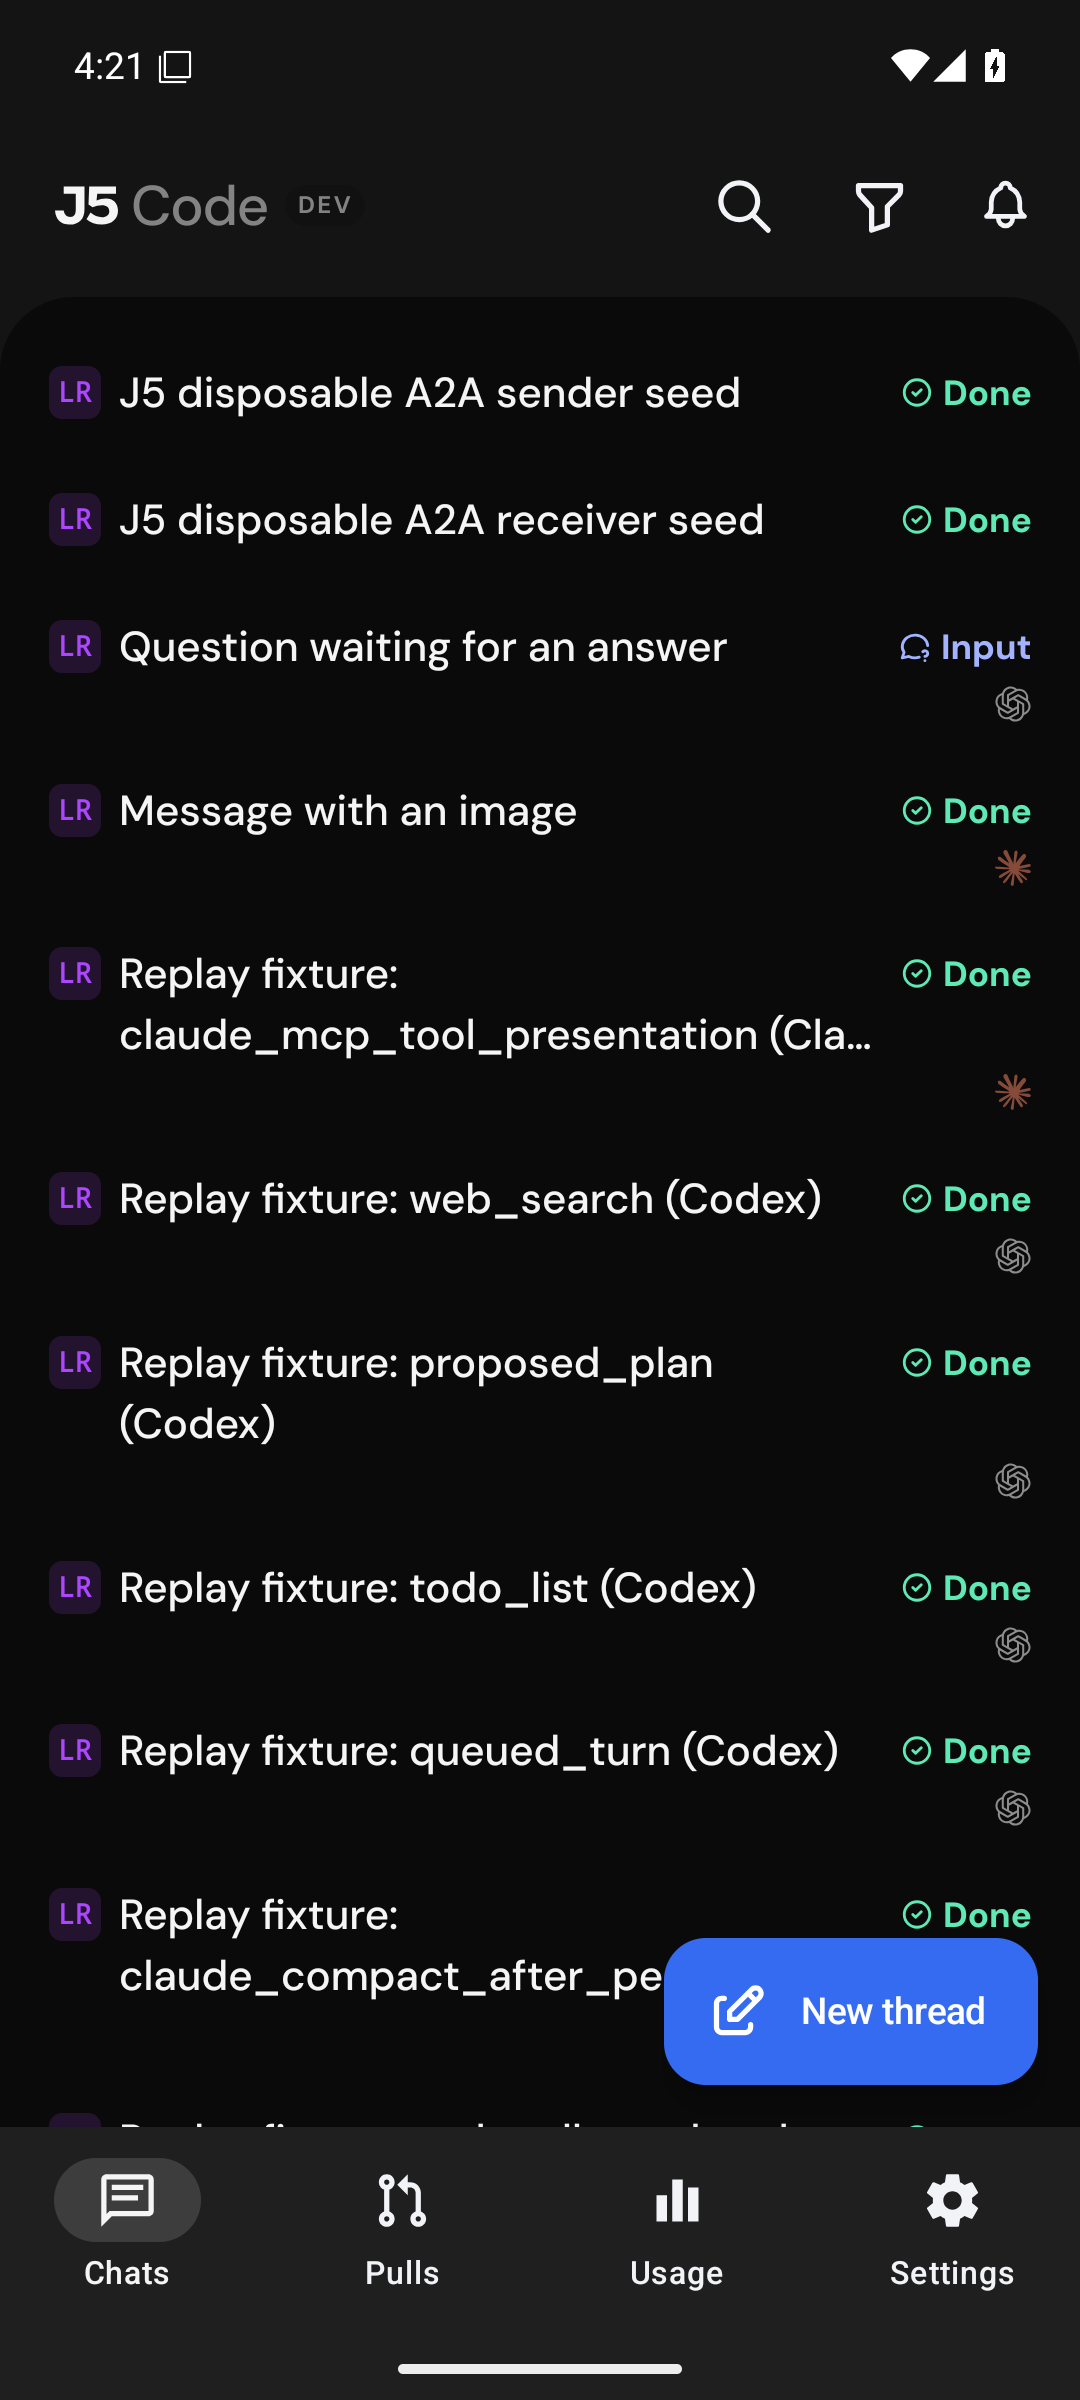 4:21
J5 Code DEV
LR J5 disposable A2A sender seed Done
LR J5 disposable A2A receiver seed Done
LR Question waiting for an answer Input
LR Message with an image Done
LR Replay fixture: Done
claude_mcp_tool_presentation (Cla...
LR Replay fixture: web_search (Codex) Done
LR Replay fixture: proposed_plan Done
(Codex)
LR Replay fixture: todo_list (Codex) Done
LR Replay fixture: queued_turn (Codex) Done
LR Replay fixture: Done
claude_compact_after_pe
New thread
Chats Pulls Usage Settings